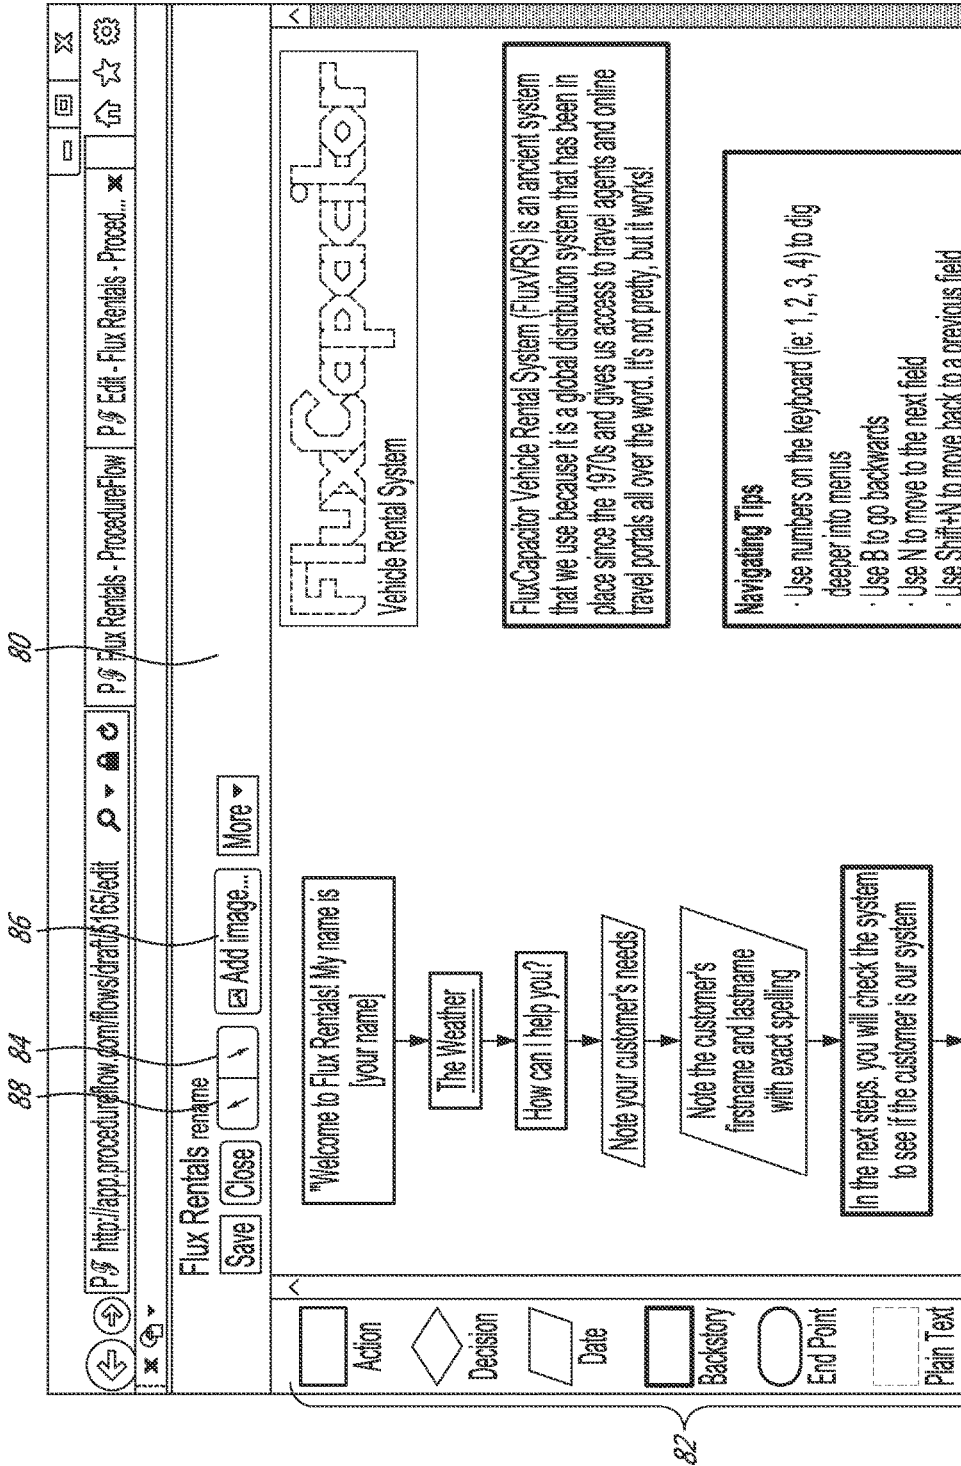 80
86
84
88
P http://app.procedureflow.com/flows/draft/5165/edit
P Flux Rentals - ProcedureFlow
P Edit - Flux Rentals - Proced... x
x
Flux Rentals rename
Save
Close
Add image...
More
Action
Decision
Date
Backstory
End Point
Plain Text
82
"Welcome to Flux Rentals! My name is
[your name]
The Weather
How can I help you?
Note your customer's needs
Note the customer's
firstname and lastname
with exact spelling
In the next steps. you will check the system
to see if the customer is our system
FluxCapacitor
Vehicle Rental System
FluxCapacitor Vehicle Rental System (FluxVRS) is an ancient system
that we use because it is a global distribution system that has been in
place since the 1970s and gives us access to travel agents and online
travel portals all over the word. It's not pretty, but it works!
Navigating Tips
· Use numbers on the keyboard (ie: 1, 2, 3, 4) to dig
deeper into menus
· Use B to go backwards
· Use N to move to the next field
· Use Shift+N to move back to a previous field